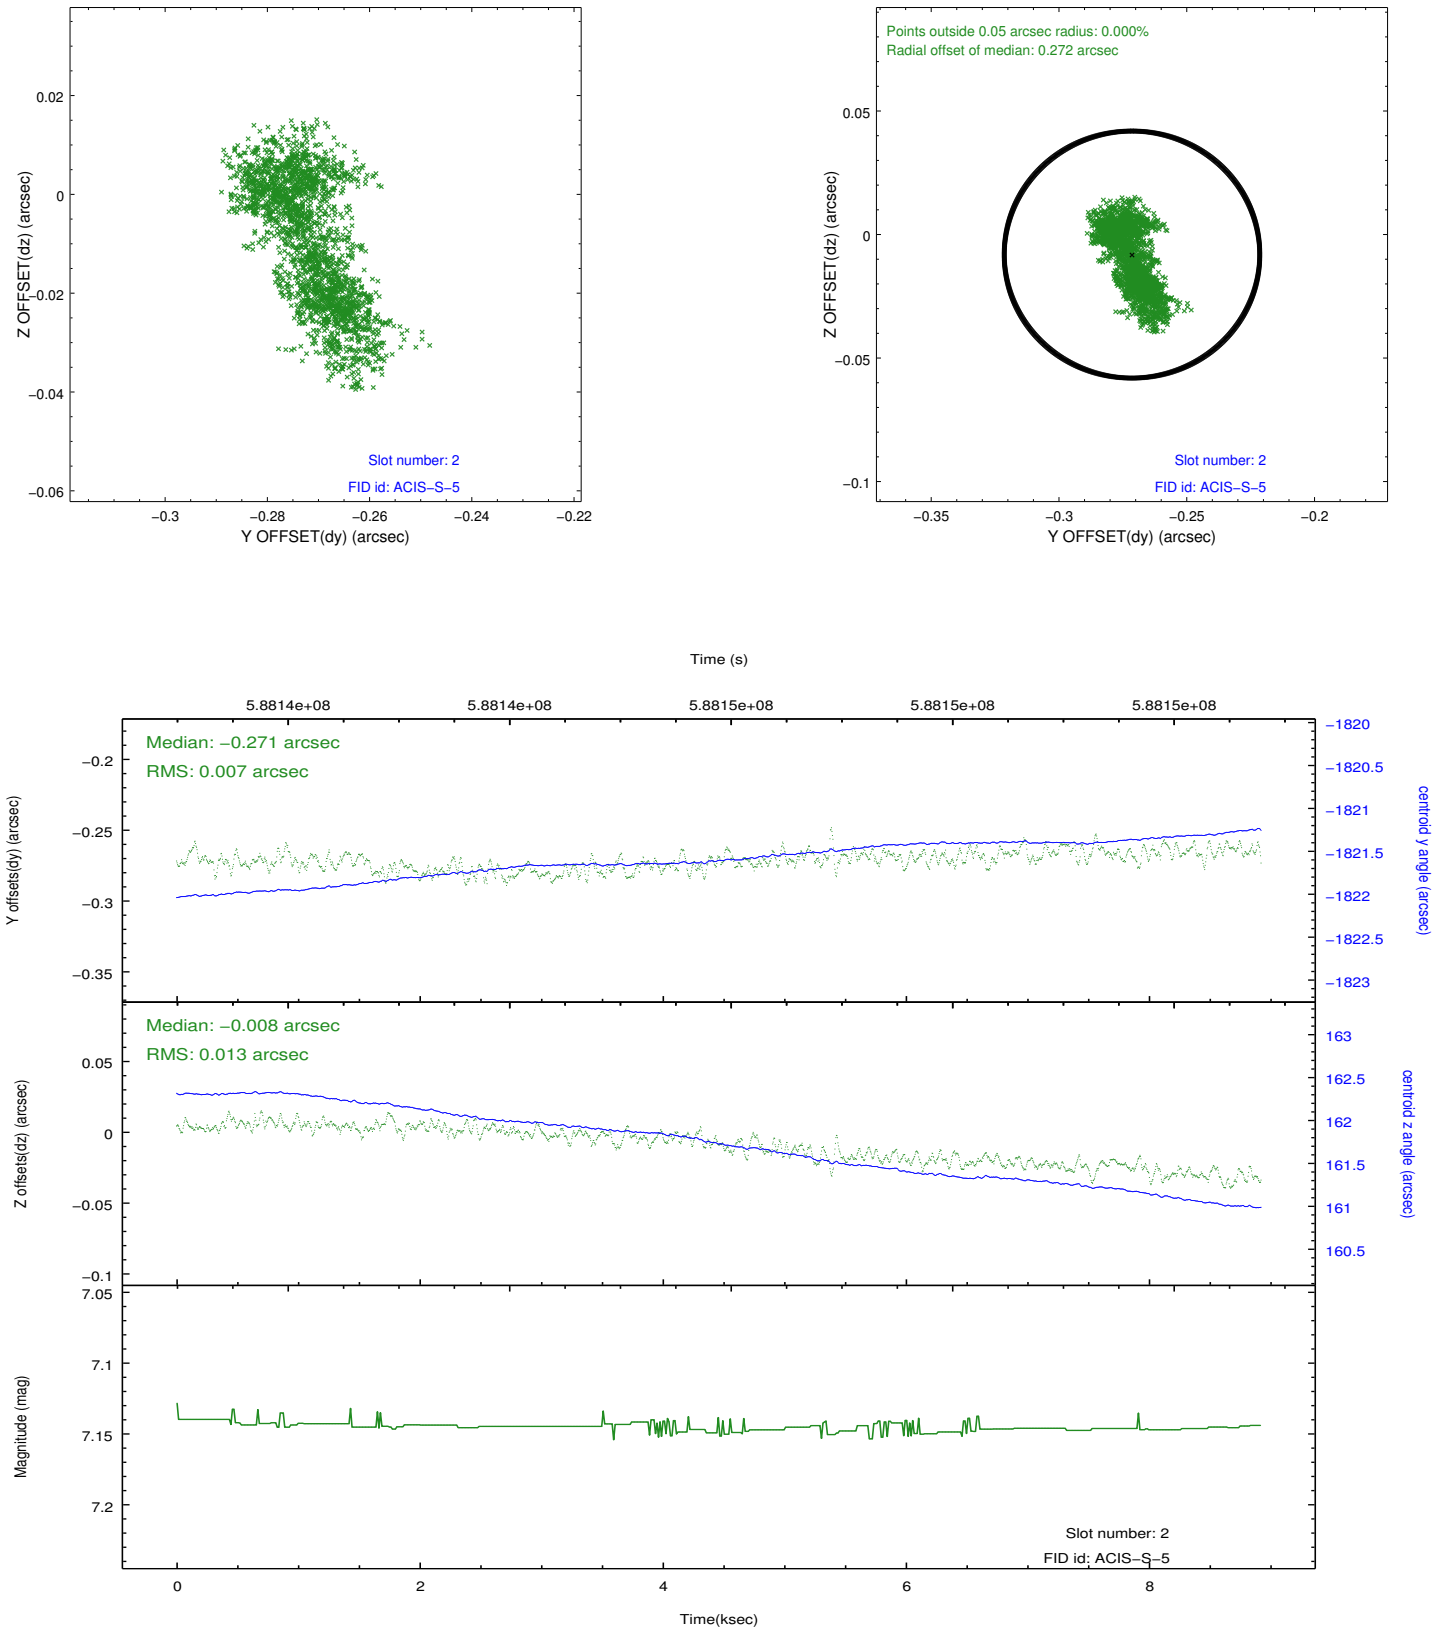 0.02
0
−0.02
−0.04
−0.06
Z OFFSET(dz) (arcsec)
Slot number: 2
FID id: ACIS−S−5
−0.3
−0.28
−0.26
−0.24
−0.22
Y OFFSET(dy) (arcsec)
Points outside 0.05 arcsec radius: 0.000%
Radial offset of median: 0.272 arcsec
0.05
0
−0.05
−0.1
Z OFFSET(dz) (arcsec)
Slot number: 2
FID id: ACIS−S−5
−0.35
−0.3
−0.25
−0.2
Y OFFSET(dy) (arcsec)
Time (s)
5.8814e+08
5.8814e+08
5.8815e+08
5.8815e+08
5.8815e+08
Median: −0.271 arcsec
RMS: 0.007 arcsec
−0.2
−0.25
−0.3
−0.35
Y offsets(dy) (arcsec)
−1820
−1820.5
−1821
−1821.5
−1822
−1822.5
−1823
centroid y angle (arcsec)
Median: −0.008 arcsec
RMS: 0.013 arcsec
0.05
0
−0.05
−0.1
Z offsets(dz) (arcsec)
163
162.5
162
161.5
161
160.5
centroid z angle (arcsec)
7.05
7.1
7.15
7.2
Magnitude (mag)
Slot number: 2
FID id: ACIS−S−5
0
2
4
6
8
Time(ksec)